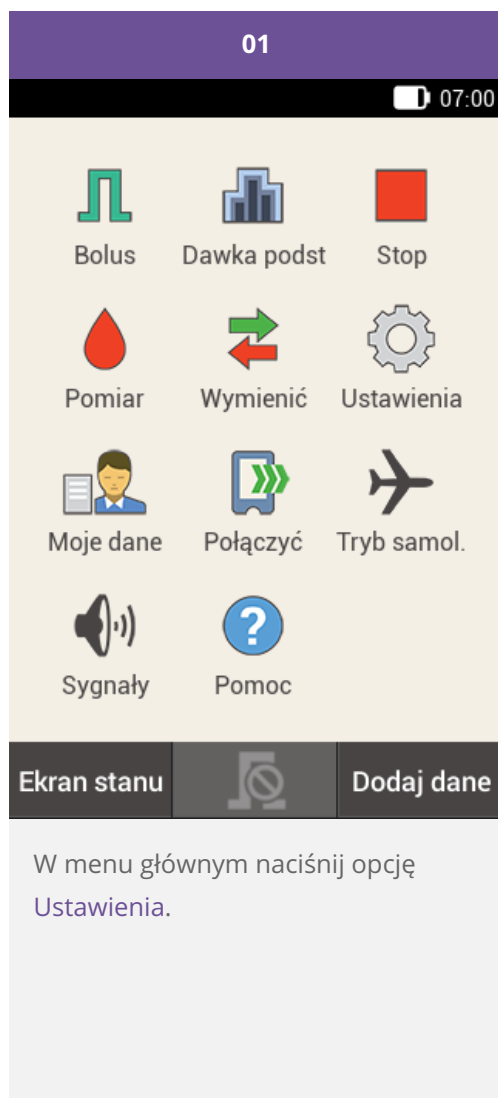 01
07:00
Bolus Dawka podst Stop
Pomiar Wymienić Ustawienia
Moje dane Połączyć Tryb samol.
Sygnały Pomoc
?
Ekran stanu Dodaj dane
W menu głównym naciśnij opcję
Ustawienia.